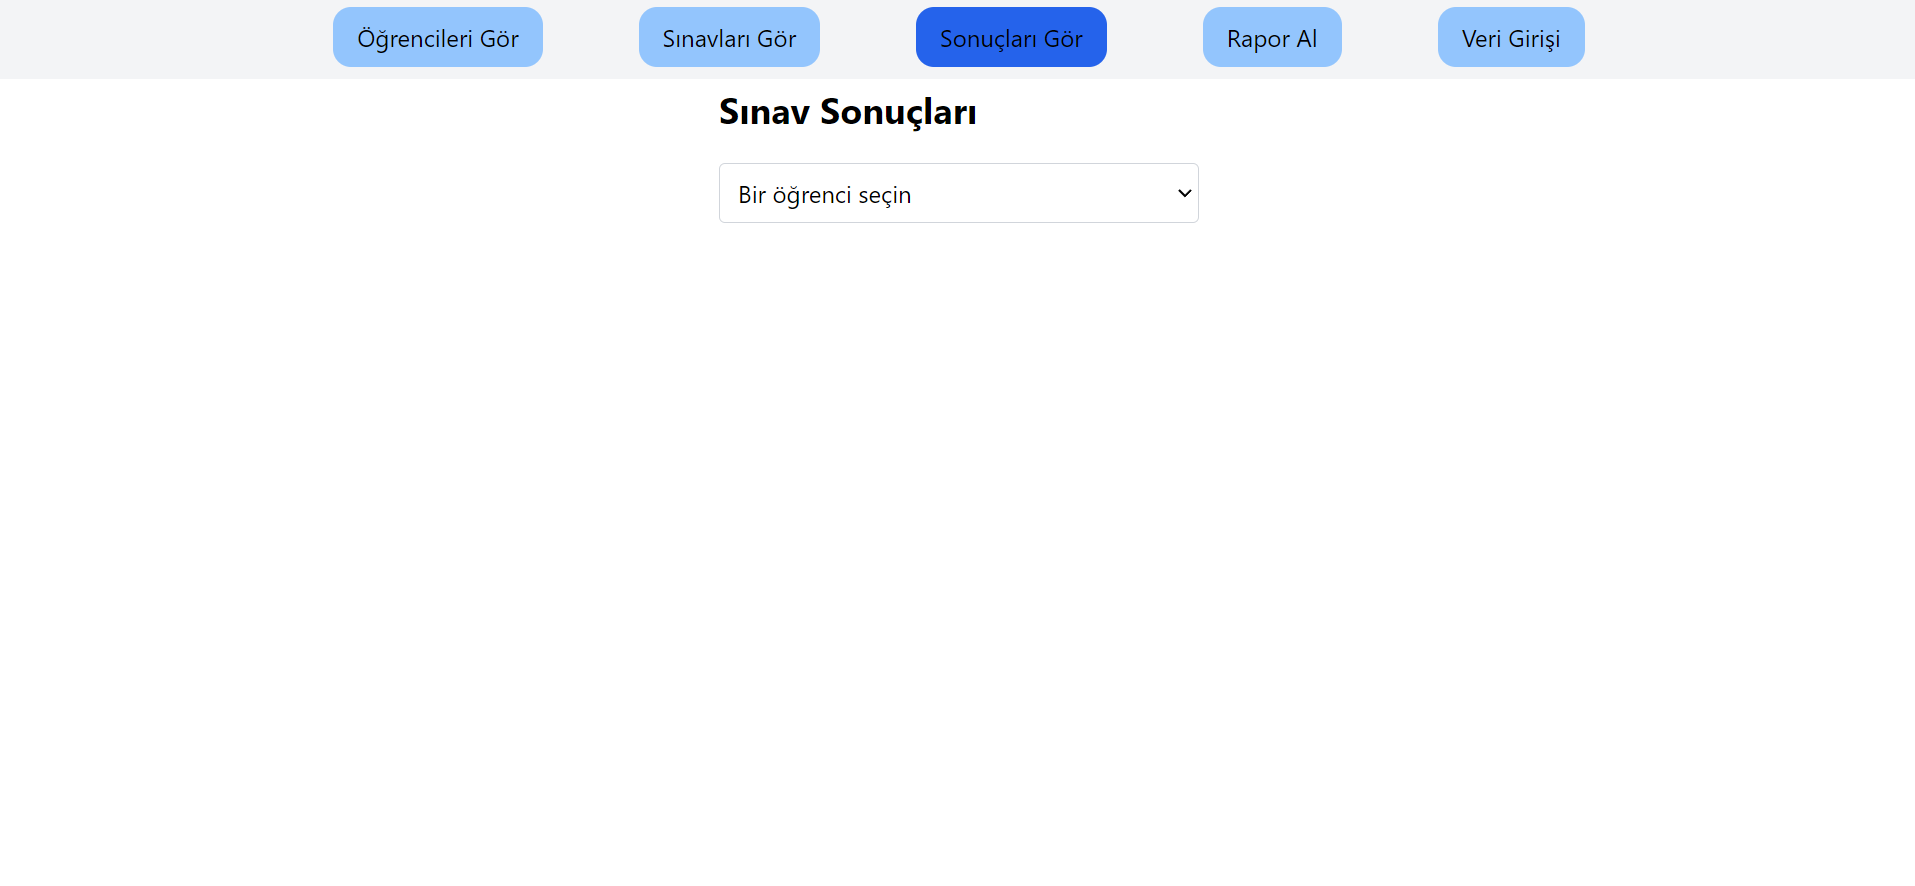 Öğrencileri Gör Sınavları Gör Sonuçları Gör Rapor Al Veri Girişi
Sınav Sonuçları
Bir öğrenci seçin